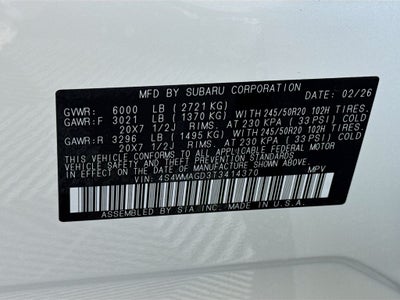 MFD BY SUBARU CORPORATION DATE: 02/26
GVWR: 6000 LB (2721 KG)
GAWR:F 3021 LB (1370 KG) WITH 245/50R20 102H TIRES.
20X7 1/2J RIMS. AT 230 KPA (33 PSI) COLD
GAWR:R 3296 LB (1495 KG) WITH 245/50R20 102H TIRES.
20X7 1/2J RIMS. AT 230 KPA (33 PSI) COLD
THIS VEHICLE CONFORMS TO ALL APPLICABLE FEDERAL MOTOR
VEHICLE SAFETY AND THEFT PREVENTION STANDARDS
IN EFFECT ON THE DATE OF MANUFACTURE SHOWN ABOVE.
VIN: 4S4WMAGD3T3414370 MPV
ASSEMBLED BY SIA INC. MADE IN U.S.A.